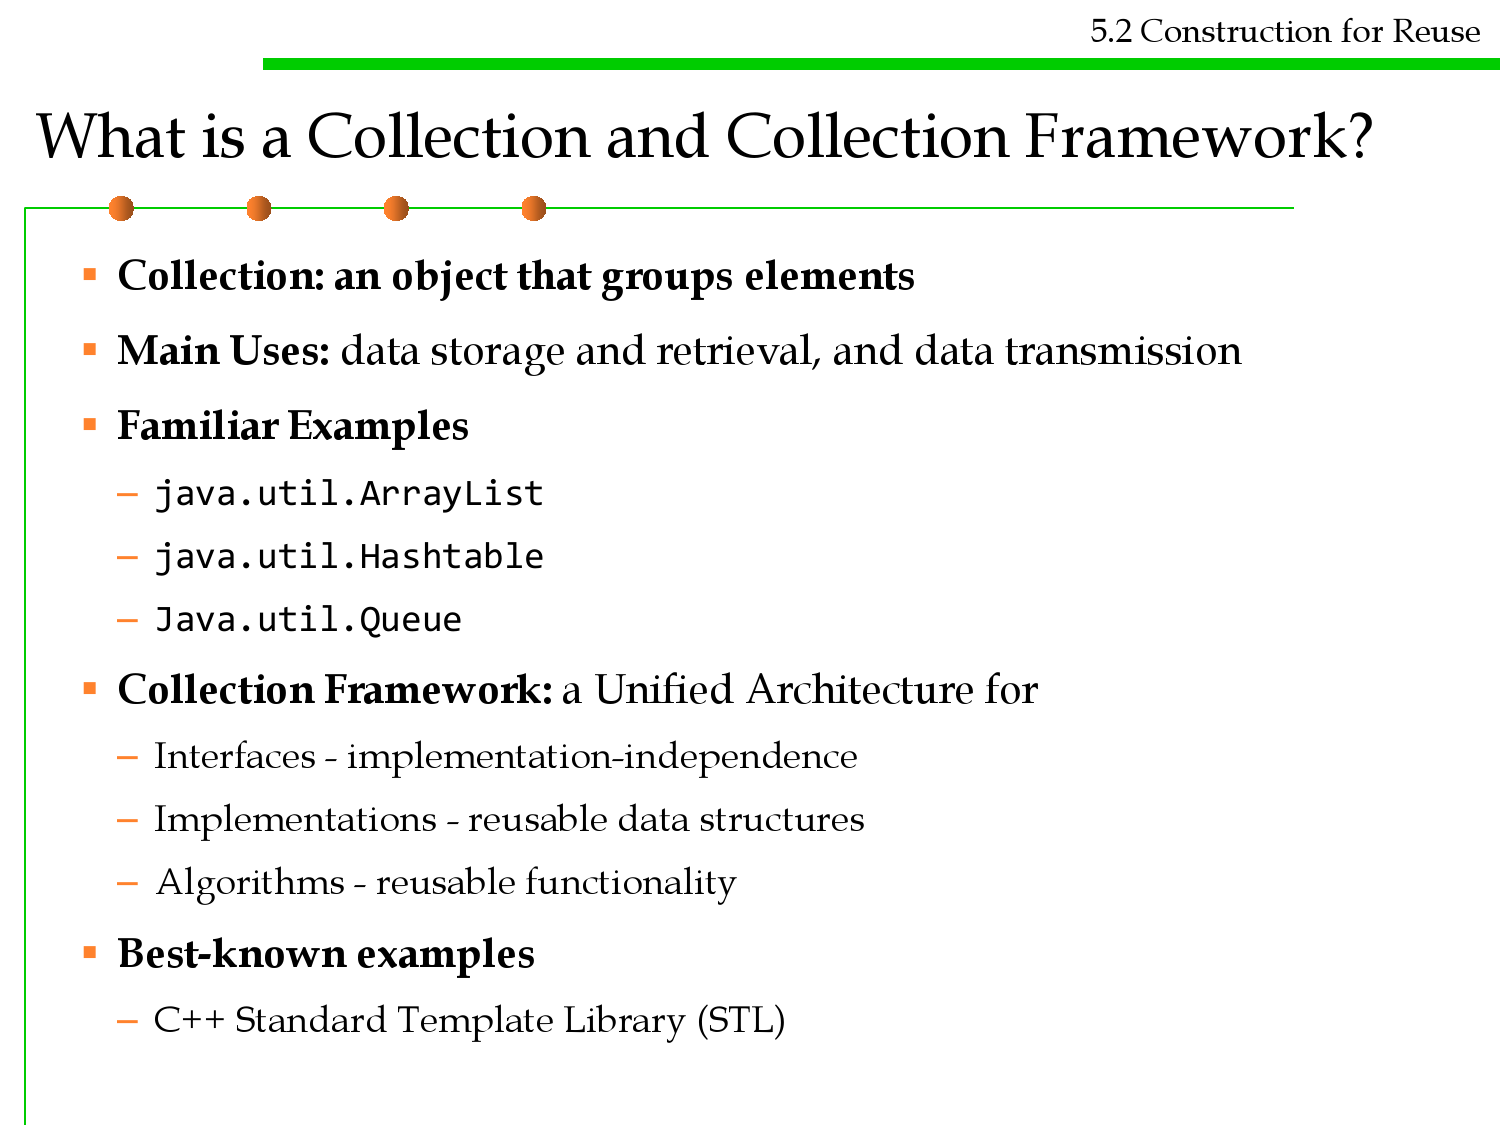 5.2 Construction for Reuse
What is a Collection and Collection Framework?
▪ Collection: an object that groups elements
▪ Main Uses: data storage and retrieval, and data transmission
▪ Familiar Examples
– java.util.ArrayList
– java.util.Hashtable
– Java.util.Queue
▪ Collection Framework: a Unified Architecture for
– Interfaces - implementation-independence
– Implementations - reusable data structures
– Algorithms - reusable functionality
▪ Best-known examples
– C++ Standard Template Library (STL)